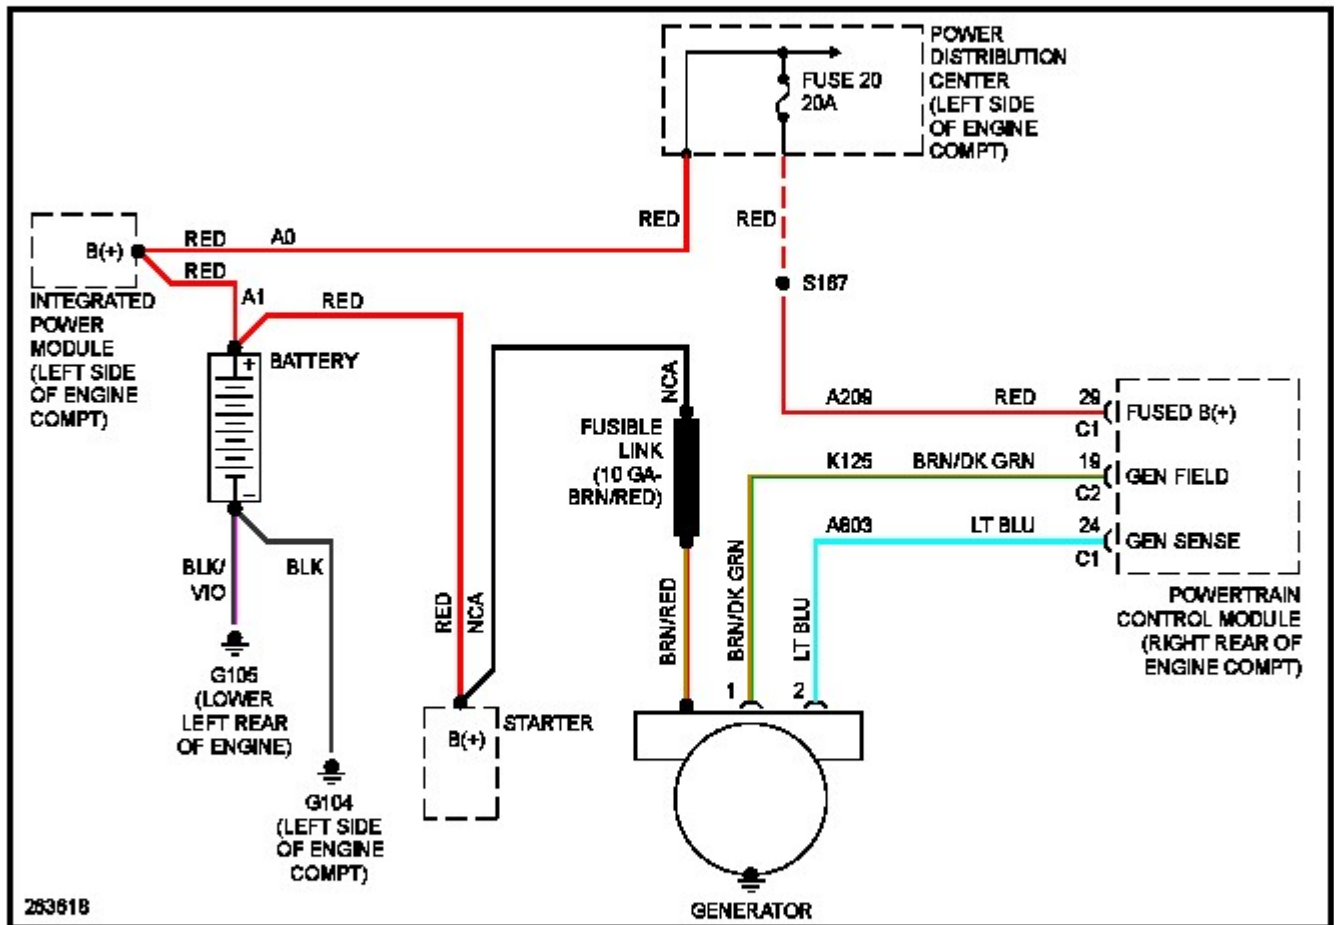 POWER
DISTRIBUTION
CENTER
(LEFT SIDE
OF ENGINE
COMPT)
FUSE 20
20A
RED
RED
B(+)
RED
A0
RED
INTEGRATED
POWER
MODULE
(LEFT SIDE
OF ENGINE
COMPT)
A1
RED
S167
+
BATTERY
-
NCA
FUSIBLE
LINK
(10 GA-
BRN/RED)
A209
RED
29
C1
FUSED B(+)
K125
BRN/DK GRN
19
C2
GEN FIELD
A803
LT BLU
24
C1
GEN SENSE
POWERTRAIN
CONTROL MODULE
(RIGHT REAR OF
ENGINE COMPT)
BLK/
VIO
BLK
RED
NCA
BRN/RED
BRN/DK GRN
LT BLU
1
2
G105
(LOWER
LEFT REAR
OF ENGINE)
B(+)
STARTER
G104
(LEFT SIDE
OF ENGINE
COMPT)
GENERATOR
263618